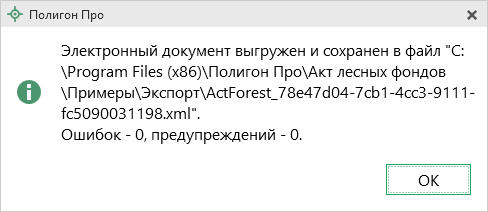 Полигон Про
Электронный документ выгружен и сохранен в файл "C:
\Program Files (x86)\Полигон Про\Акт лесных фондов
\Примеры\Экспорт\ActForest_78e47d04-7cb1-4cc3-9111-
fc5090031198.xml".
Ошибок - 0, предупреждений - 0.
ОК